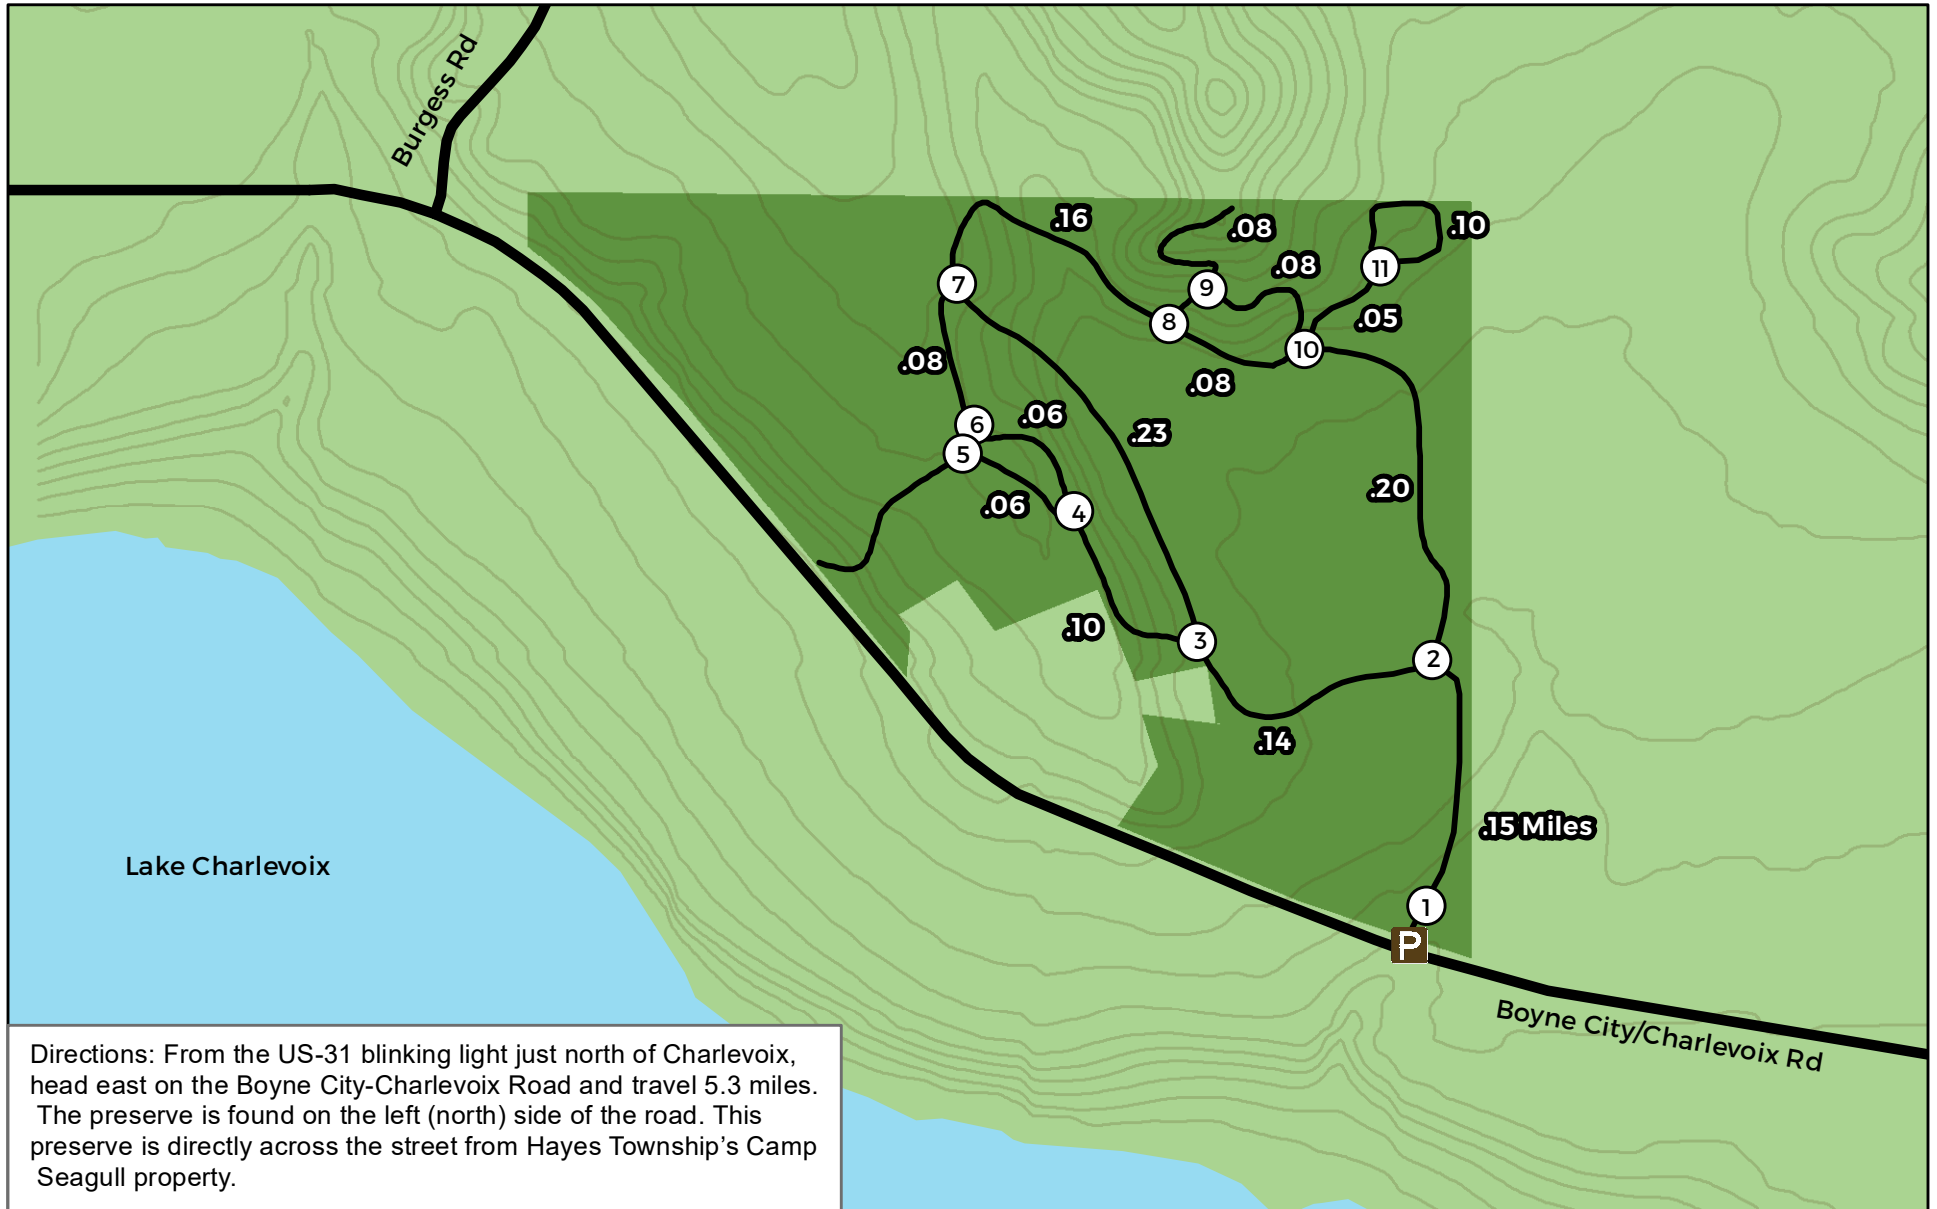 Burgess Rd
.16
.08
.10
.08
11
7
9
8
.05
10
.08
.08
6
.06
.23
5
.20
.06
4
.10
3
2
.14
.15 Miles
Lake Charlevoix
1
P
Boyne City/Charlevoix Rd
Directions: From the US-31 blinking light just north of Charlevoix,
head east on the Boyne City-Charlevoix Road and travel 5.3 miles.
The preserve is found on the left (north) side of the road. This
preserve is directly across the street from Hayes Township’s Camp
Seagull property.